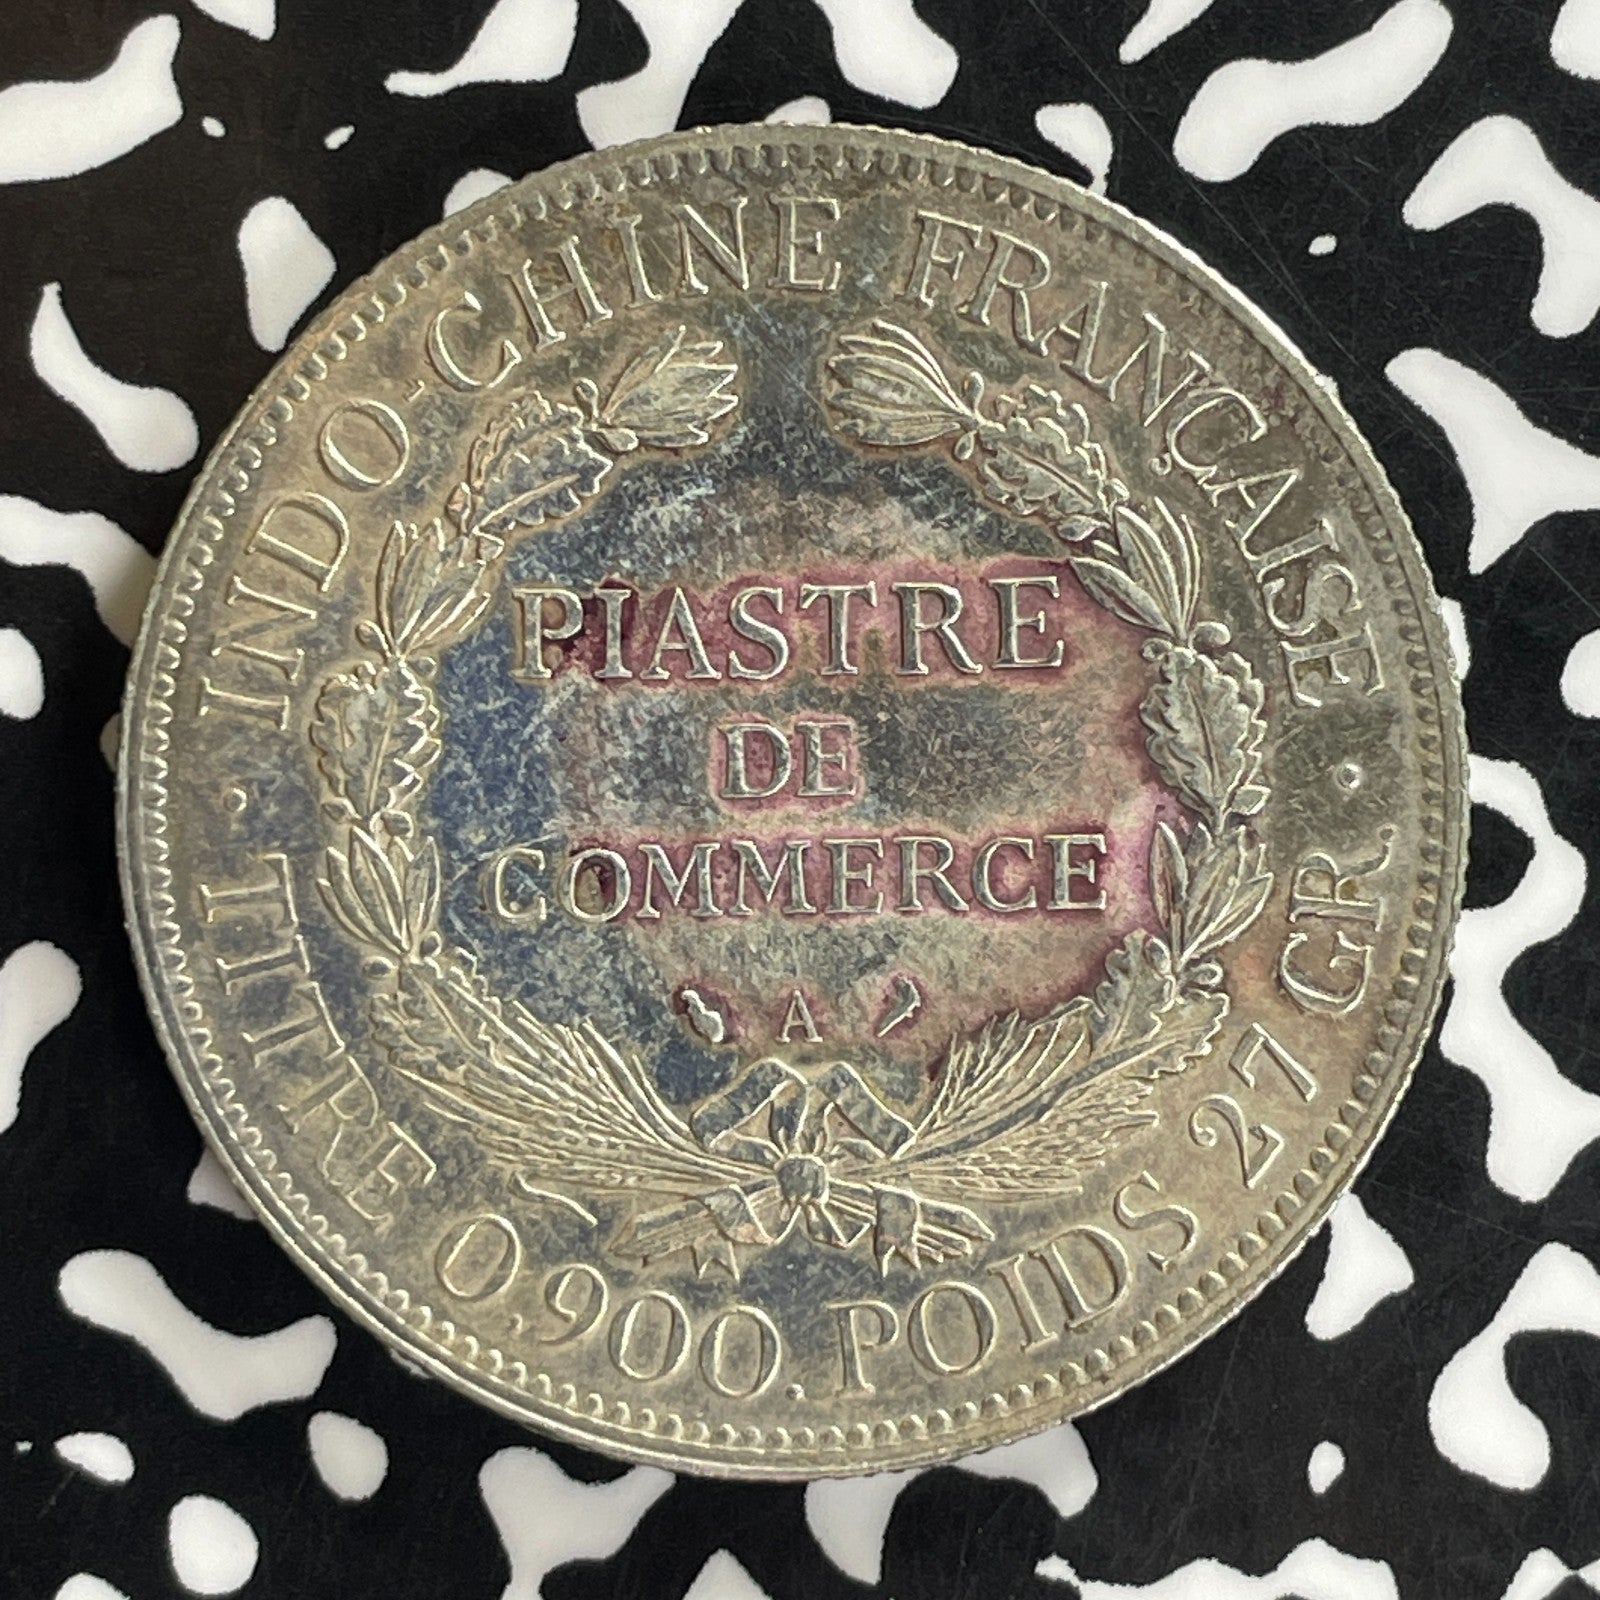 INDO-CHINE FRANÇAISE
PIASTRE
DE
COMMERCE
A
· TITRE 0,900. POIDS 27 GR. ·